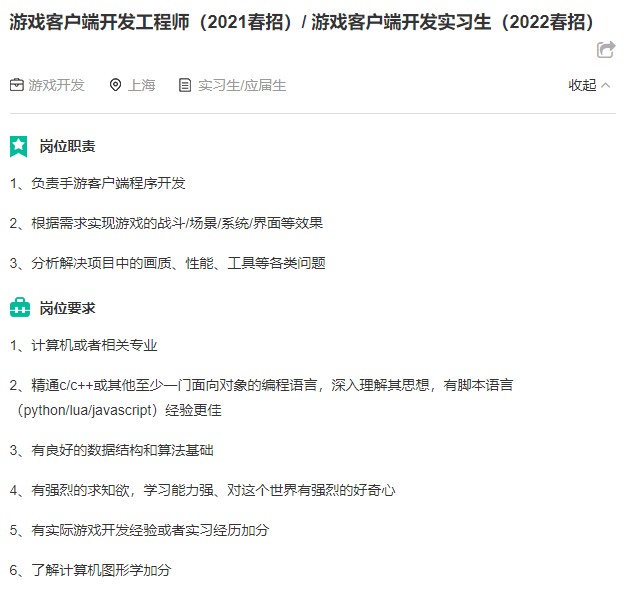 游戏客户端开发工程师（2021春招）/ 游戏客户端开发实习生（2022春招）
游戏开发 上海 实习生/应届生 收起
岗位职责
1、负责手游客户端程序开发
2、根据需求实现游戏的战斗/场景/系统/界面等效果
3、分析解决项目中的画质、性能、工具等各类问题
岗位要求
1、计算机或者相关专业
2、精通c/c++或其他至少一门面向对象的编程语言，深入理解其思想，有脚本语言
（python/lua/javascript）经验更佳
3、有良好的数据结构和算法基础
4、有强烈的求知欲，学习能力强、对这个世界有强烈的好奇心
5、有实际游戏开发经验或者实习经历加分
6、了解计算机图形学加分